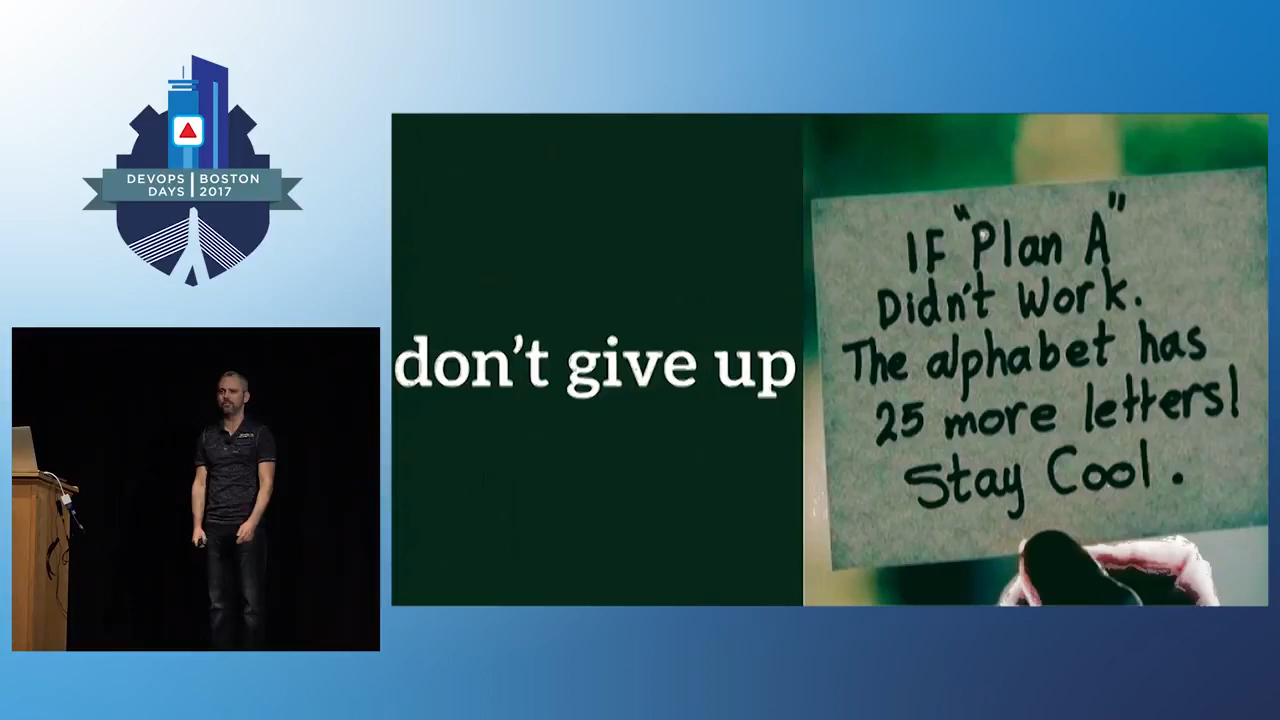 DEVOPS DAYS
BOSTON 2017
don't give up
IF "Plan A"
Didn't Work.
The alphabet has
25 more letters!
Stay Cool.